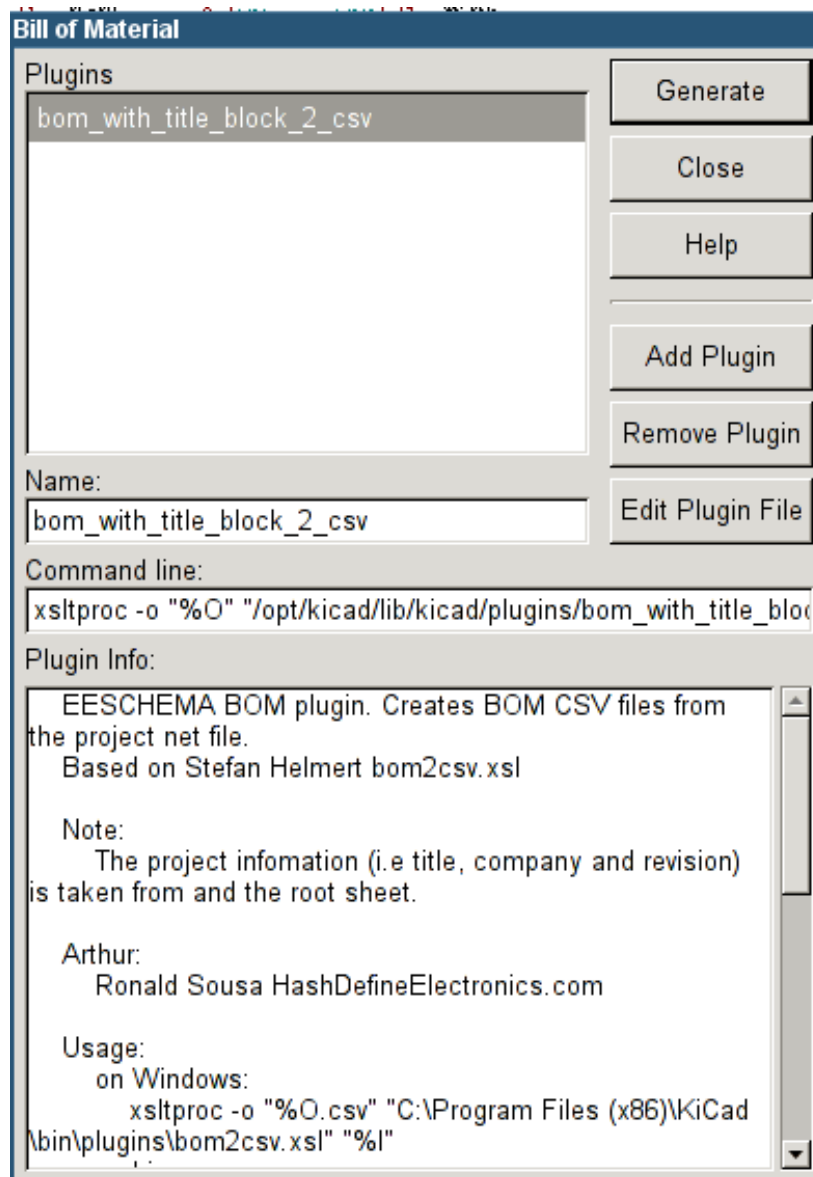 Bill of Material
Plugins
bom_with_title_block_2_csv
Generate
Close
Help
Add Plugin
Remove Plugin
Edit Plugin File
Name:
bom_with_title_block_2_csv
Command line:
xsltproc -o "%O" "/opt/kicad/lib/kicad/plugins/bom_with_title_bloc
Plugin Info:
EESCHEMA BOM plugin. Creates BOM CSV files from
the project net file.
Based on Stefan Helmert bom2csv.xsl
Note:
The project infomation (i.e title, company and revision)
is taken from and the root sheet.
Arthur:
Ronald Sousa HashDefineElectronics.com
Usage:
on Windows:
xsltproc -o "%O.csv" "C:\Program Files (x86)\KiCad
\bin\plugins\bom2csv.xsl" "%I"